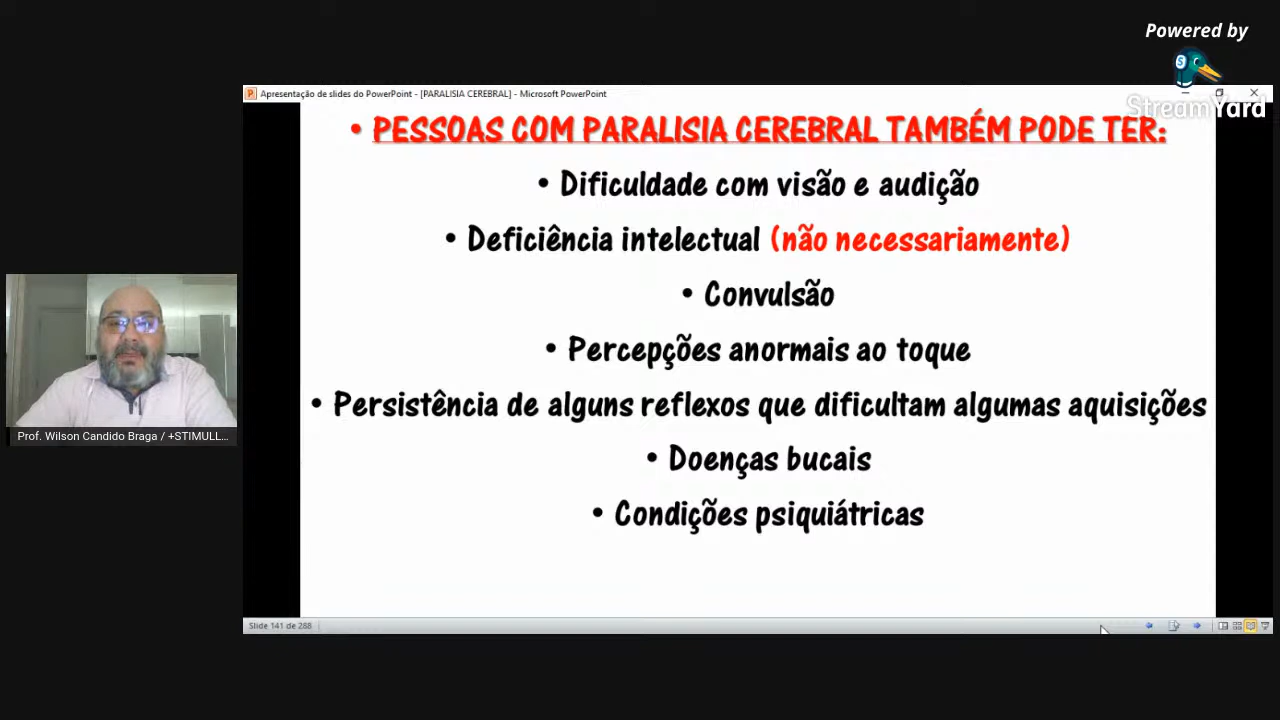 Powered by
StreamYard
Apresentação de slides do PowerPoint - [PARALISIA CEREBRAL] - Microsoft PowerPoint
• PESSOAS COM PARALISIA CEREBRAL TAMBÉM PODE TER:
• Dificuldade com visão e audição
• Deficiência intelectual (não necessariamente)
• Convulsão
• Percepções anormais ao toque
• Persistência de alguns reflexos que dificultam algumas aquisições
• Doenças bucais
• Condições psiquiátricas
Prof. Wilson Candido Braga / +STIMULL...
Slide 141 de 288